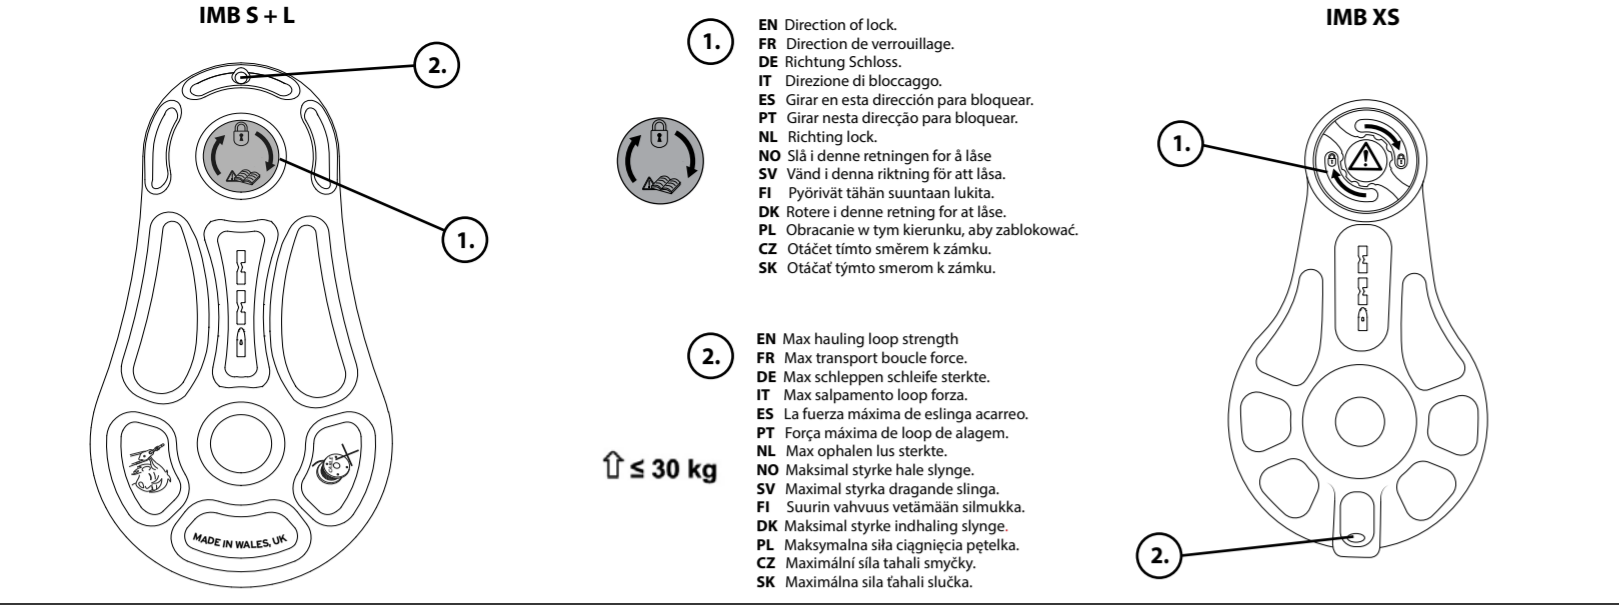 IMB S + L
2.
1.
MADE IN WALES, UK
1.
EN Direction of lock.
FR Direction de verrouillage.
DE Richtung Schloss.
IT Direzione di bloccaggo.
ES Girar en esta dirección para bloquear.
PT Girar nesta direcção para bloquear.
NL Richting lock.
NO Slå i denne retningen for å låse
SV Vänd i denna riktning för att låsa.
FI Pyörivät tähän suuntaan lukita.
DK Rotere i denne retning for at låse.
PL Obracanie w tym kierunku, aby zablokować.
CZ Otáčet tímto směrem k zámku.
SK Otáčať týmto smerom k zámku.
2.
≤ 30 kg
EN Max hauling loop strength
FR Max transport boucle force.
DE Max schleppen schleife sterkte.
IT Max salpamento loop forza.
ES La fuerza máxima de eslinga acarreo.
PT Força máxima de loop de alagem.
NL Max ophalen lus sterkte.
NO Maksimal styrke hale slynge.
SV Maximal styrka dragande slinga.
FI Suurin vahvuus vetämään silmukka.
DK Maksimal styrke indhaling slynge.
PL Maksymalna siła ciągnięcia pętelka.
CZ Maximální síla tahali smyčky.
SK Maximálna sila ťahali slučka.
IMB XS
1.
2.